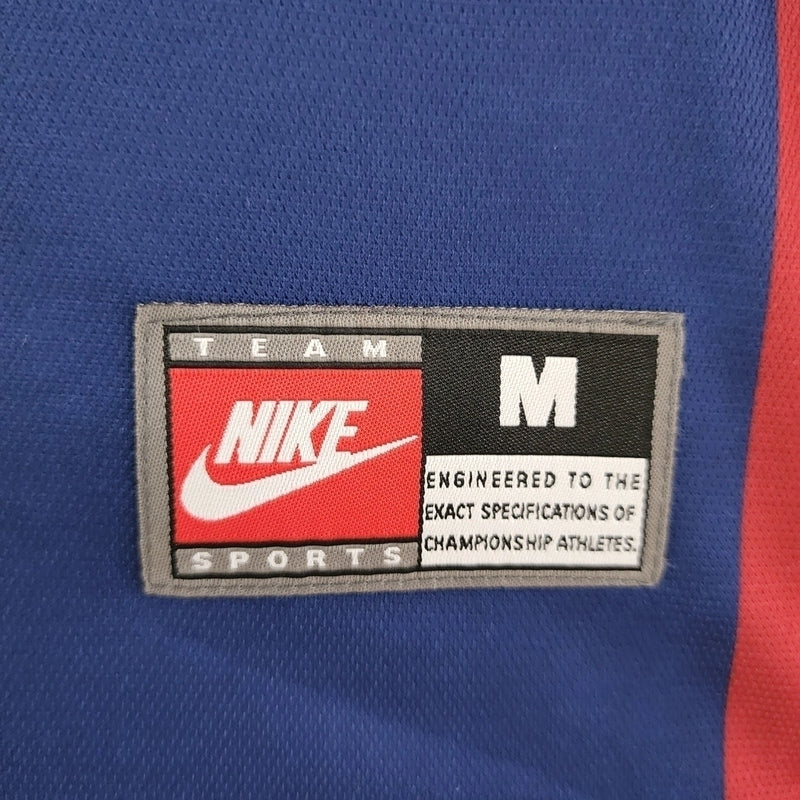 TEAM
NIKE
SPORTS
M
ENGINEERED TO THE
EXACT SPECIFICATIONS OF
CHAMPIONSHIP ATHLETES.